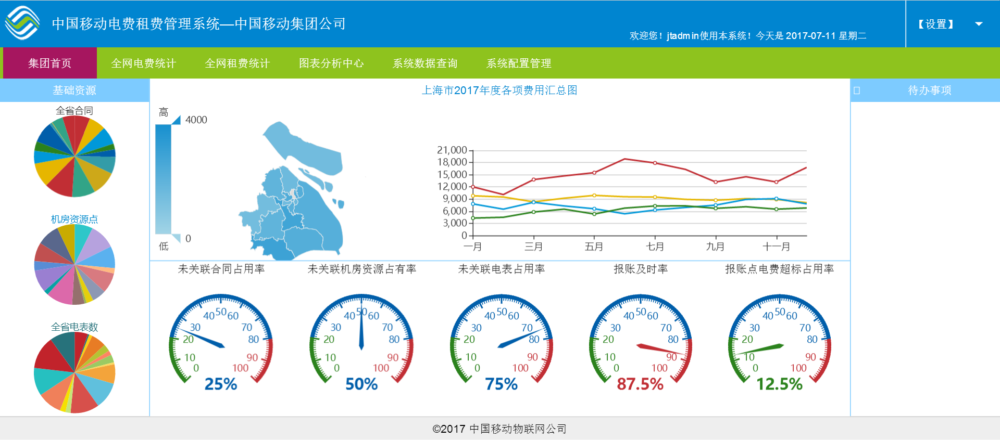 中国移动电费租费管理系统—中国移动集团公司
欢迎您！jtadmin使用本系统！今天是 2017-07-11 星期二
【设置】
集团首页 全网电费统计 全网租费统计 图表分析中心 系统数据查询 系统配置管理
基础资源
全省合同
机房资源点
全省电表数
上海市2017年度各项费用汇总图
高
4000
0
低
21,000
18,000
15,000
12,000
9,000
6,000
3,000
0
一月 三月 五月 七月 九月 十一月
待办事项
未关联合同占用率
0 10 20 30 40 50 60 70 80 90 100
25%
未关联机房资源占有率
0 10 20 30 40 50 60 70 80 90 100
50%
未关联电表占用率
0 10 20 30 40 50 60 70 80 90 100
75%
报账及时率
0 10 20 30 40 50 60 70 80 90 100
87.5%
报账点电费超标占用率
0 10 20 30 40 50 60 70 80 90 100
12.5%
©2017 中国移动物联网公司